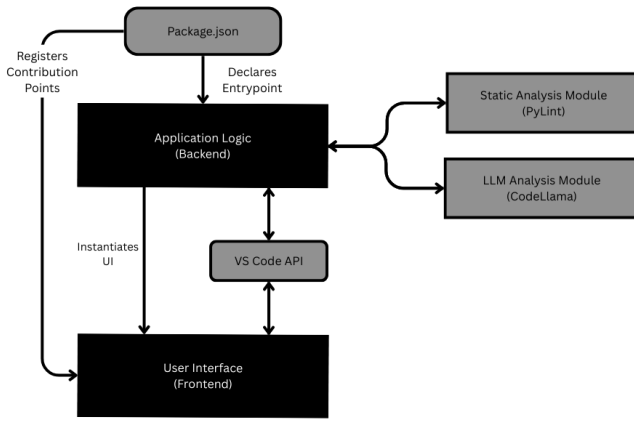 Package.json
Registers
Contribution
Points
Declares
Entrypoint
Static Analysis Module
(PyLint)
Application Logic
(Backend)
LLM Analysis Module
(CodeLlama)
Instantiates
UI
VS Code API
User Interface
(Frontend)